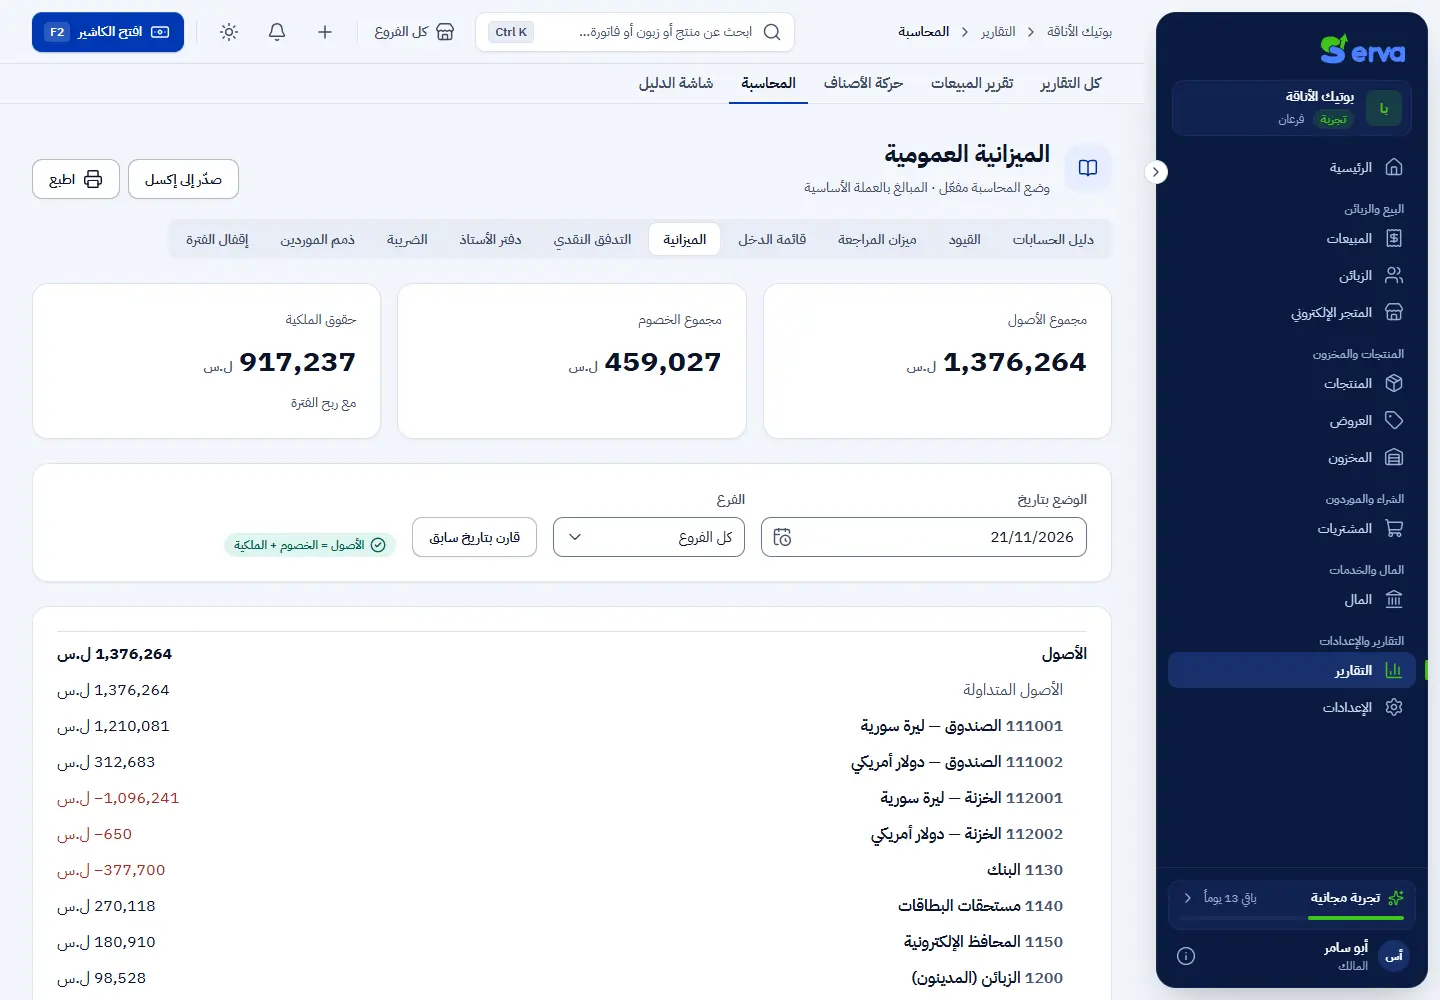 Serva
بوتيك الأناقة
با
تجربة
فرعان
الرئيسية
البيع والزبائن
المبيعات
الزبائن
المتجر الإلكتروني
المنتجات والمخزون
المنتجات
العروض
المخزون
الشراء والموردون
المشتريات
المال والخدمات
المال
التقارير والإعدادات
التقارير
الإعدادات
تجربة مجانية
باقي 13 يوماً
أس
أبو سامر
المالك
بوتيك الأناقة
التقارير
المحاسبة
ابحث عن منتج أو زبون أو فاتورة...
Ctrl K
كل الفروع
افتح الكاشير F2
كل التقارير
تقرير المبيعات
حركة الأصناف
المحاسبة
شاشة الدليل
الميزانية العمومية
وضع المحاسبة مفعّل · المبالغ بالعملة الأساسية
صدّر إلى إكسل
اطبع
دليل الحسابات
القيود
ميزان المراجعة
قائمة الدخل
الميزانية
التدفق النقدي
دفتر الأستاذ
الضريبة
ذمم الموردين
إقفال الفترة
مجموع الأصول
1,376,264 ل.س
مجموع الخصوم
459,027 ل.س
حقوق الملكية
917,237 ل.س
مع ربح الفترة
الوضع بتاريخ
21/11/2026
الفرع
كل الفروع
قارن بتاريخ سابق
الأصول = الخصوم + الملكية
الأصول 1,376,264 ل.س
الأصول المتداولة 1,376,264 ل.س
111001 الصندوق — ليرة سورية 1,210,081 ل.س
111002 الصندوق — دولار أمريكي 312,683 ل.س
112001 الخزنة — ليرة سورية −1,096,241 ل.س
112002 الخزنة — دولار أمريكي −650 ل.س
1130 البنك −377,700 ل.س
1140 مستحقات البطاقات 270,118 ل.س
1150 المحافظ الإلكترونية 180,910 ل.س
1200 الزبائن (المدينون) 98,528 ل.س